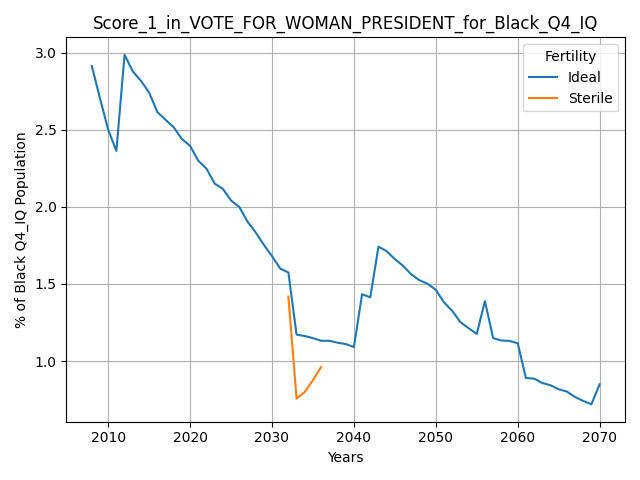 Score_1_in_VOTE_FOR_WOMAN_PRESIDENT_for_Black_Q4_IQ
Fertility
Ideal
Sterile
% of Black Q4_IQ Population
3.0
2.5
2.0
1.5
1.0
2010 2020 2030 2040 2050 2060 2070
Years